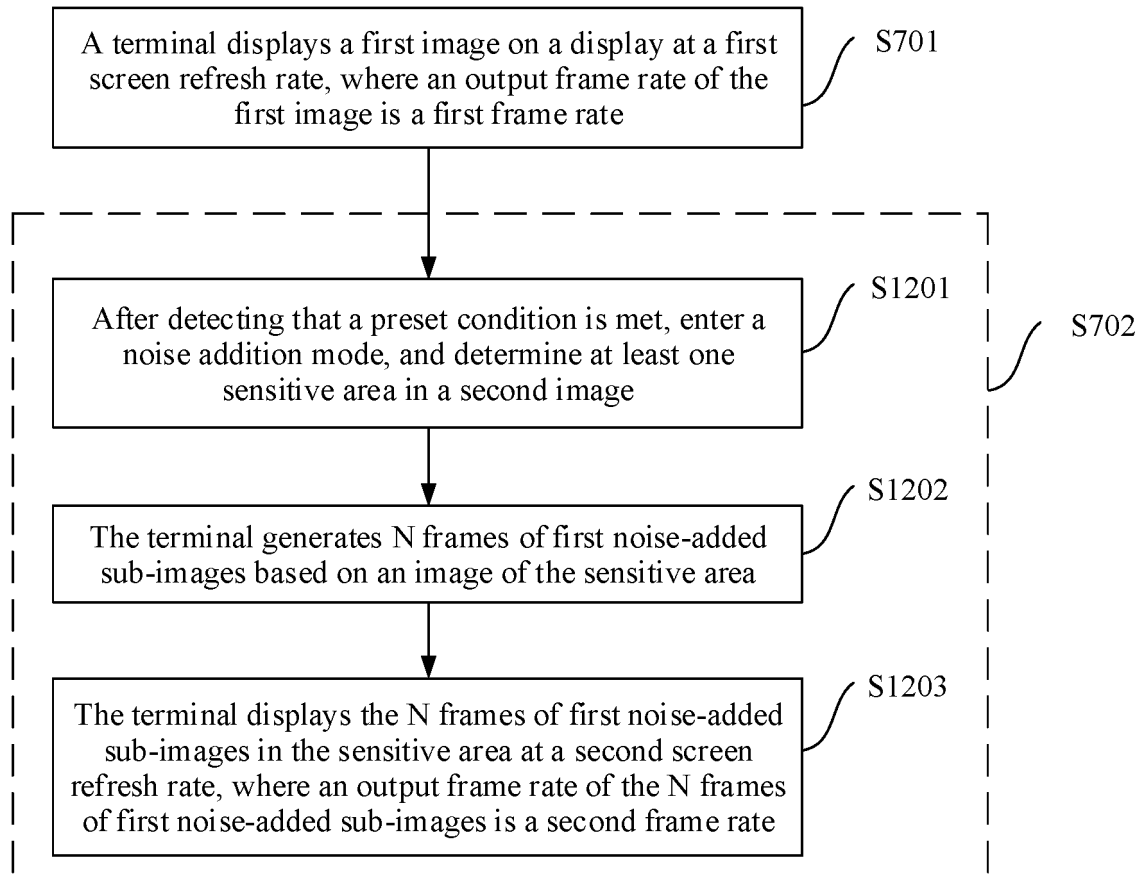 A terminal displays a first image on a display at a first
screen refresh rate, where an output frame rate of the
first image is a first frame rate
S701
After detecting that a preset condition is met, enter a
noise addition mode, and determine at least one
sensitive area in a second image
S1201
S702
The terminal generates N frames of first noise-added
sub-images based on an image of the sensitive area
S1202
The terminal displays the N frames of first noise-added
sub-images in the sensitive area at a second screen
refresh rate, where an output frame rate of the N frames
of first noise-added sub-images is a second frame rate
S1203